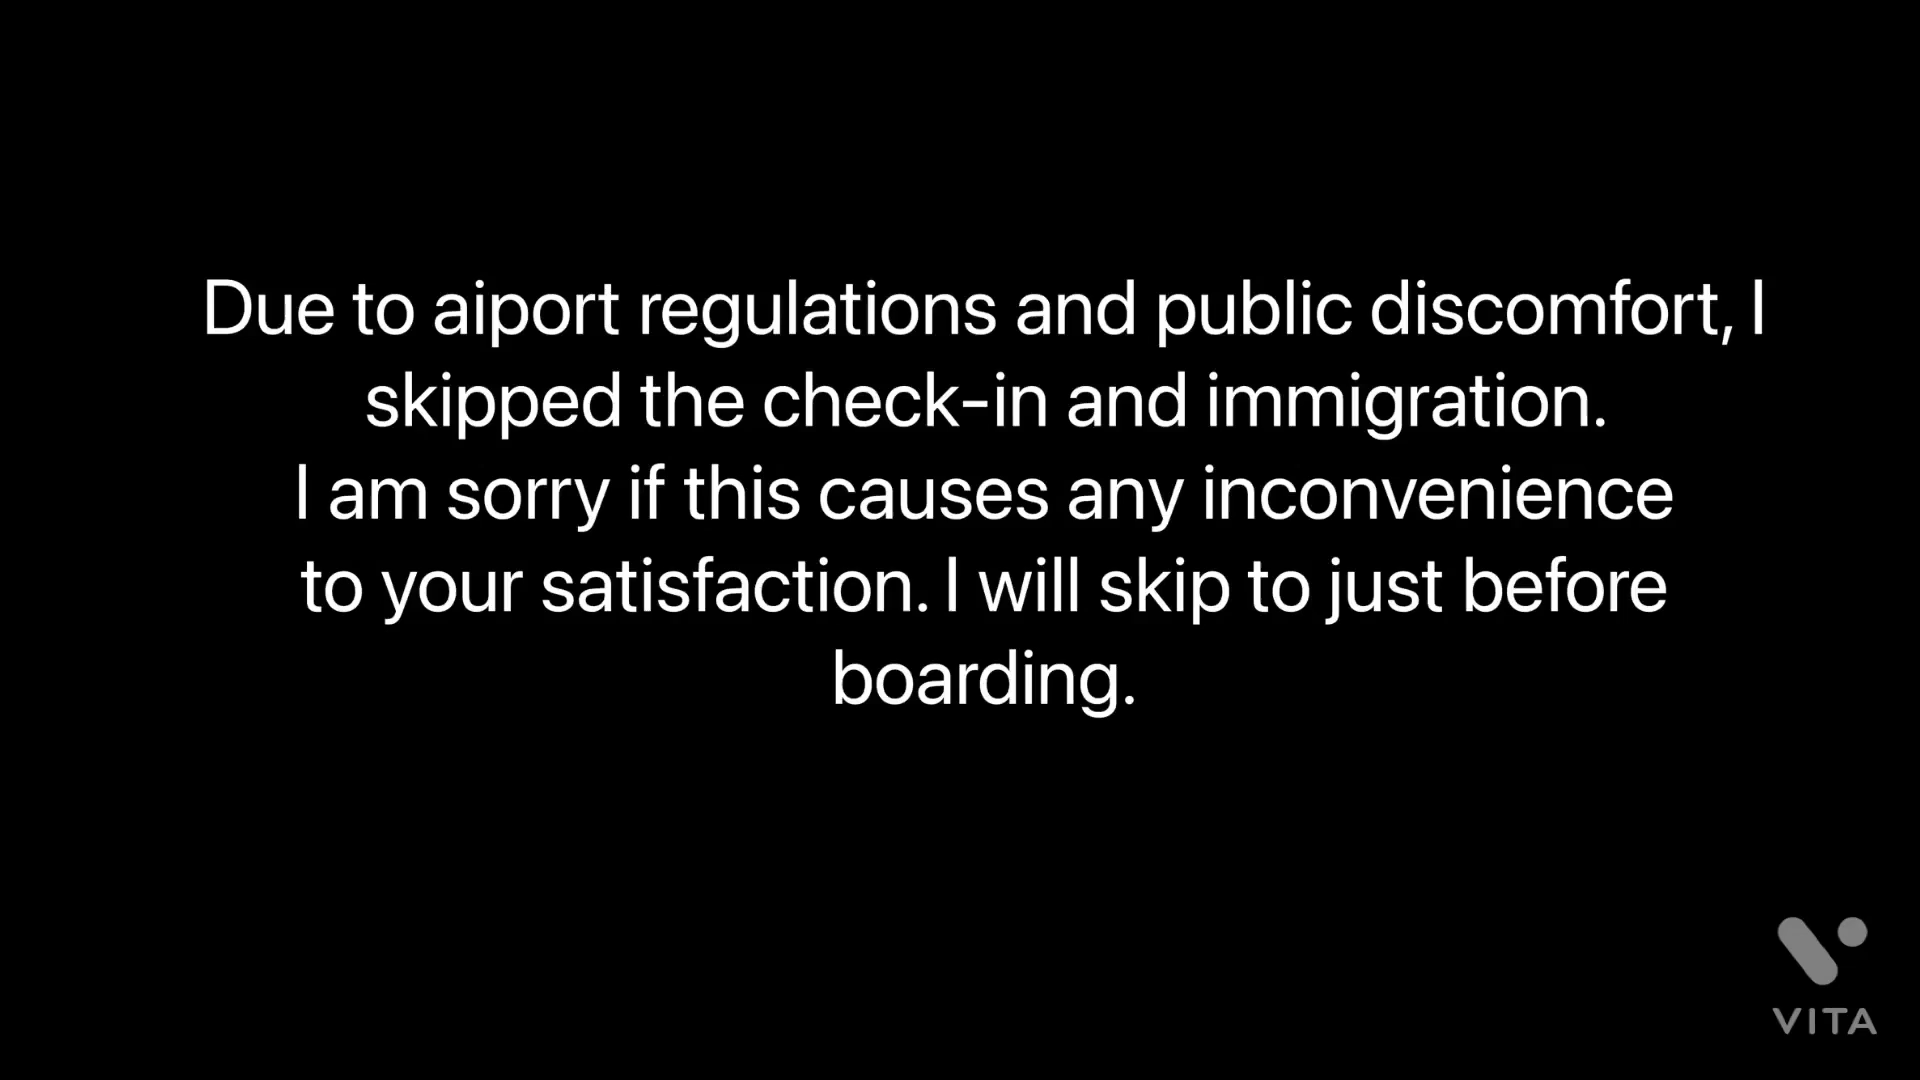 Due to aiport regulations and public discomfort, I
skipped the check-in and immigration.
I am sorry if this causes any inconvenience
to your satisfaction. I will skip to just before
boarding.
VITA